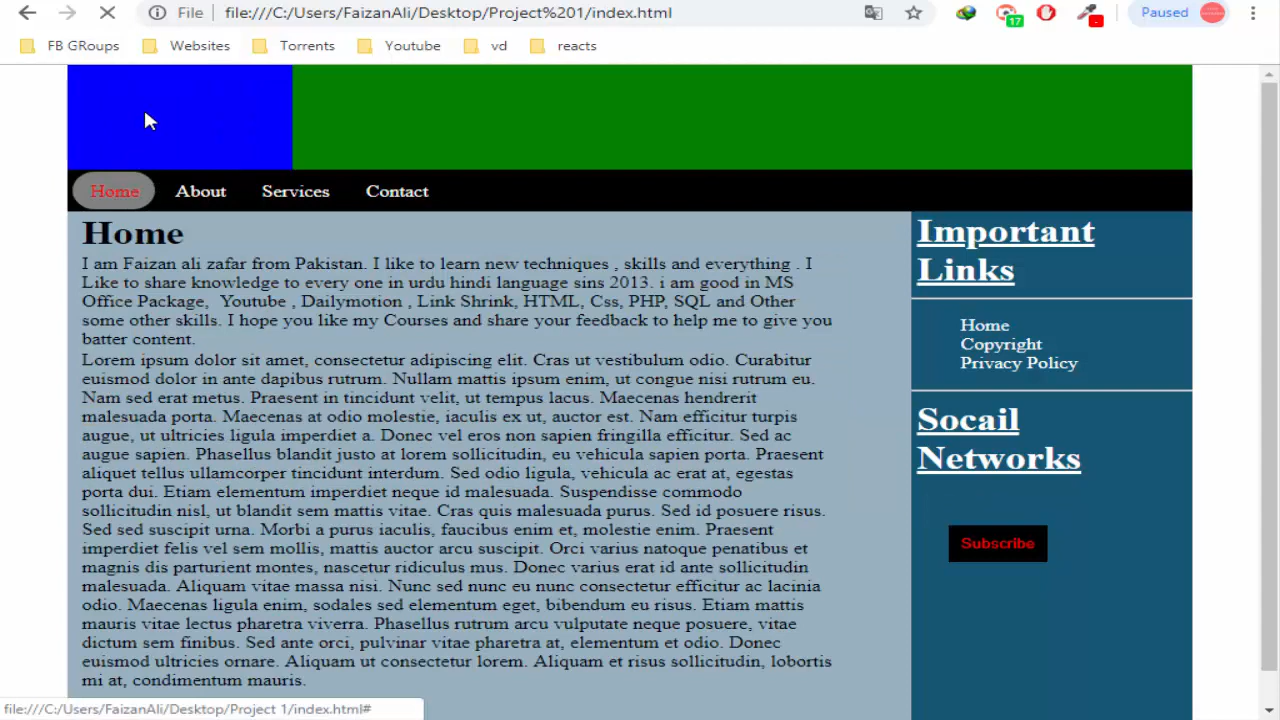 File file:///C:/Users/FaizanAli/Desktop/Project%201/index.html 17 - Paused
FB GRoups Websites Torrents Youtube vd reacts
Home About Services Contact
Home
I am Faizan ali zafar from Pakistan. I like to learn new techniques , skills and everything . I
Like to share knowledge to every one in urdu hindi language sins 2013. i am good in MS
Office Package, Youtube , Dailymotion , Link Shrink, HTML, Css, PHP, SQL and Other
some other skills. I hope you like my Courses and share your feedback to help me to give you
batter content.
Lorem ipsum dolor sit amet, consectetur adipiscing elit. Cras ut vestibulum odio. Curabitur
euismod dolor in ante dapibus rutrum. Nullam mattis ipsum enim, ut congue nisi rutrum eu.
Nam sed erat metus. Praesent in tincidunt velit, ut tempus lacus. Maecenas hendrerit
malesuada porta. Maecenas at odio molestie, iaculis ex ut, auctor est. Nam efficitur turpis
augue, ut ultricies ligula imperdiet a. Donec vel eros non sapien fringilla efficitur. Sed ac
augue sapien. Phasellus blandit justo at lorem sollicitudin, eu vehicula sapien porta. Praesent
aliquet tellus ullamcorper tincidunt interdum. Sed odio ligula, vehicula ac erat at, egestas
porta dui. Etiam elementum imperdiet neque id malesuada. Suspendisse commodo
sollicitudin nisl, ut blandit sem mattis vitae. Cras quis malesuada purus. Sed id posuere risus.
Sed sed suscipit urna. Morbi a purus iaculis, faucibus enim et, molestie enim. Praesent
imperdiet felis vel sem mollis, mattis auctor arcu suscipit. Orci varius natoque penatibus et
magnis dis parturient montes, nascetur ridiculus mus. Donec varius erat id ante sollicitudin
malesuada. Aliquam vitae massa nisi. Nunc sed nunc eu nunc consectetur efficitur ac lacinia
odio. Maecenas ligula enim, sodales sed elementum eget, bibendum eu risus. Etiam mattis
mauris vitae lectus pharetra viverra. Phasellus rutrum arcu vulputate neque posuere, vitae
dictum sem finibus. Sed ante orci, pulvinar vitae pharetra at, elementum et odio. Donec
euismod ultricies ornare. Aliquam ut consectetur lorem. Aliquam et risus sollicitudin, lobortis
mi at, condimentum mauris.
Important
Links
Home
Copyright
Privacy Policy
Socail
Networks
Subscribe
file:///C:/Users/FaizanAli/Desktop/Project 1/index.html#